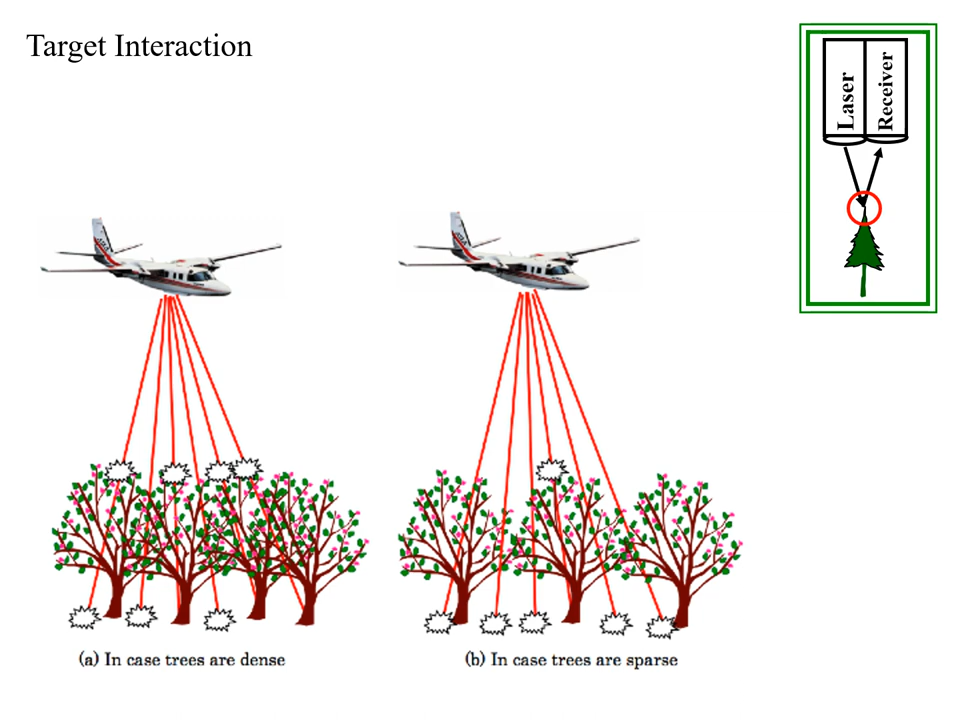 Target Interaction
Laser
Receiver
(a) In case trees are dense
(b) In case trees are sparse